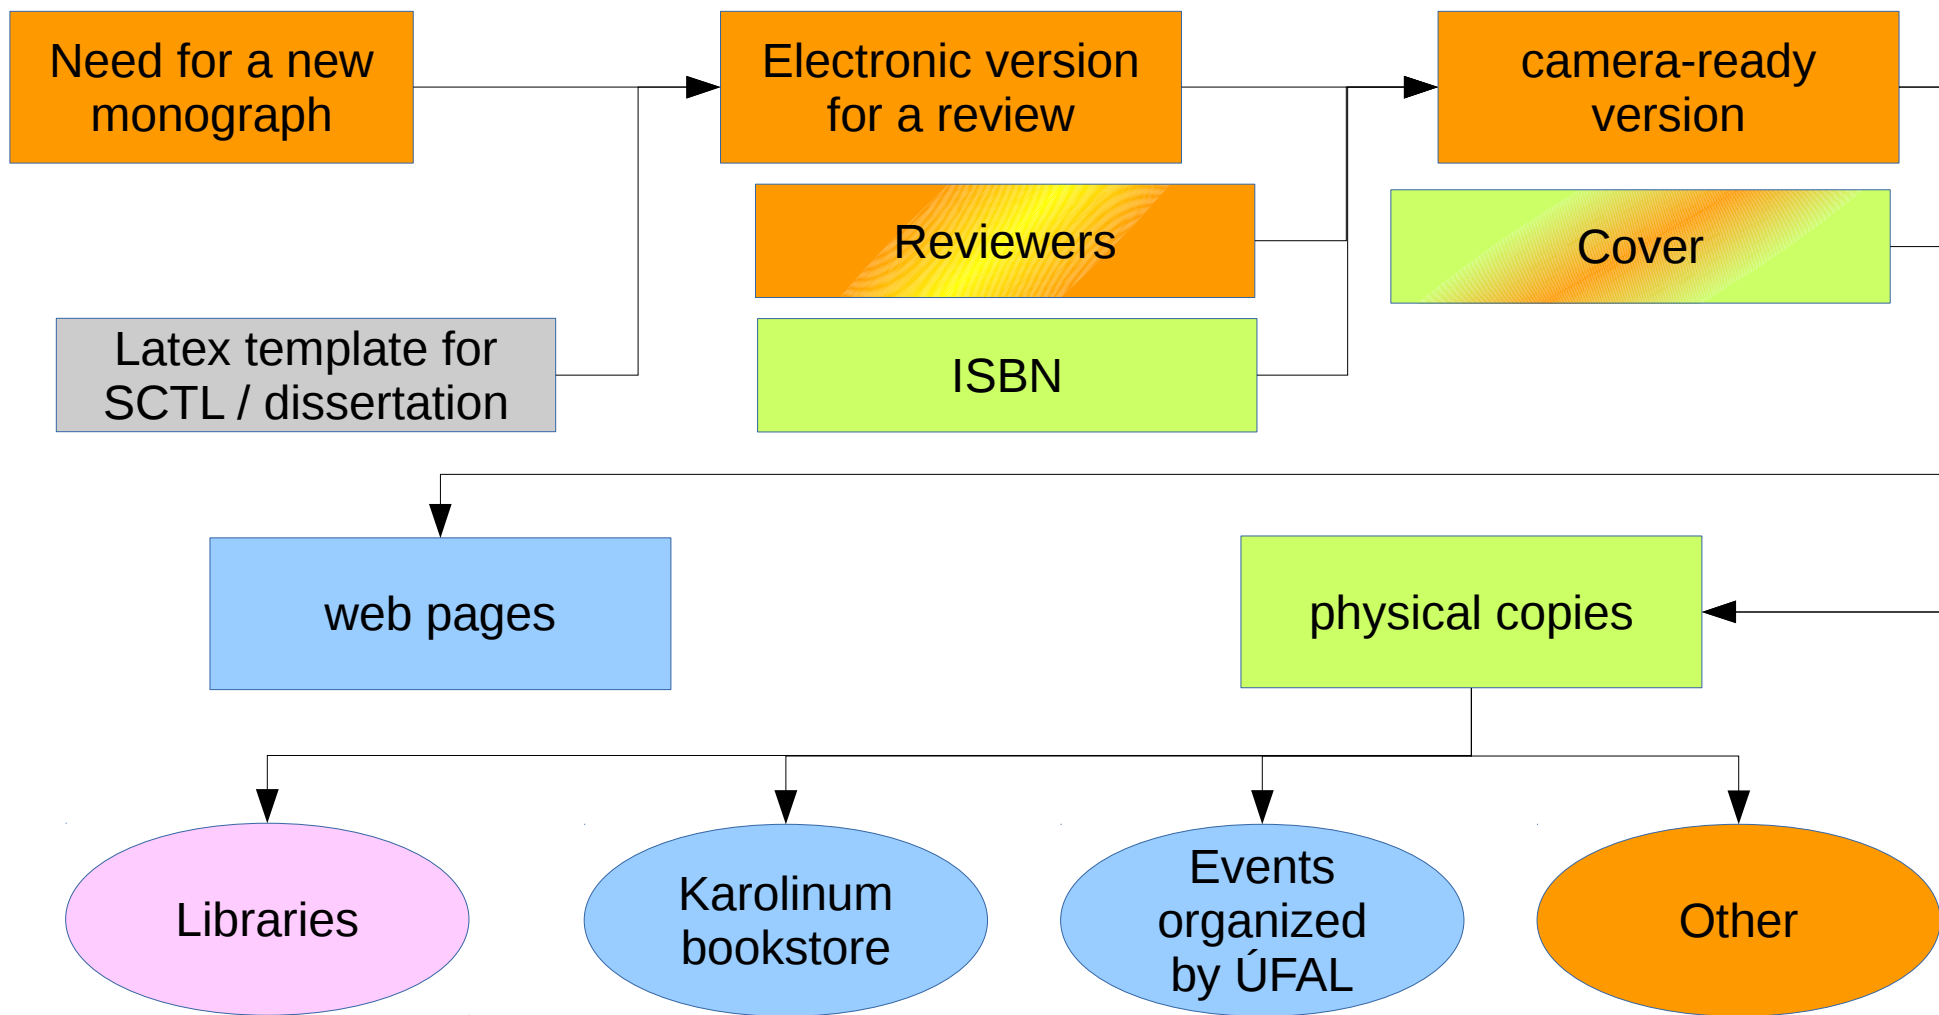 Need for a new
monograph
Electronic version
for a review
camera-ready
version
Reviewers
Cover
Latex template for
SCTL / dissertation
ISBN
web pages
physical copies
Libraries
Karolinum
bookstore
Events
organized
by ÚFAL
Other